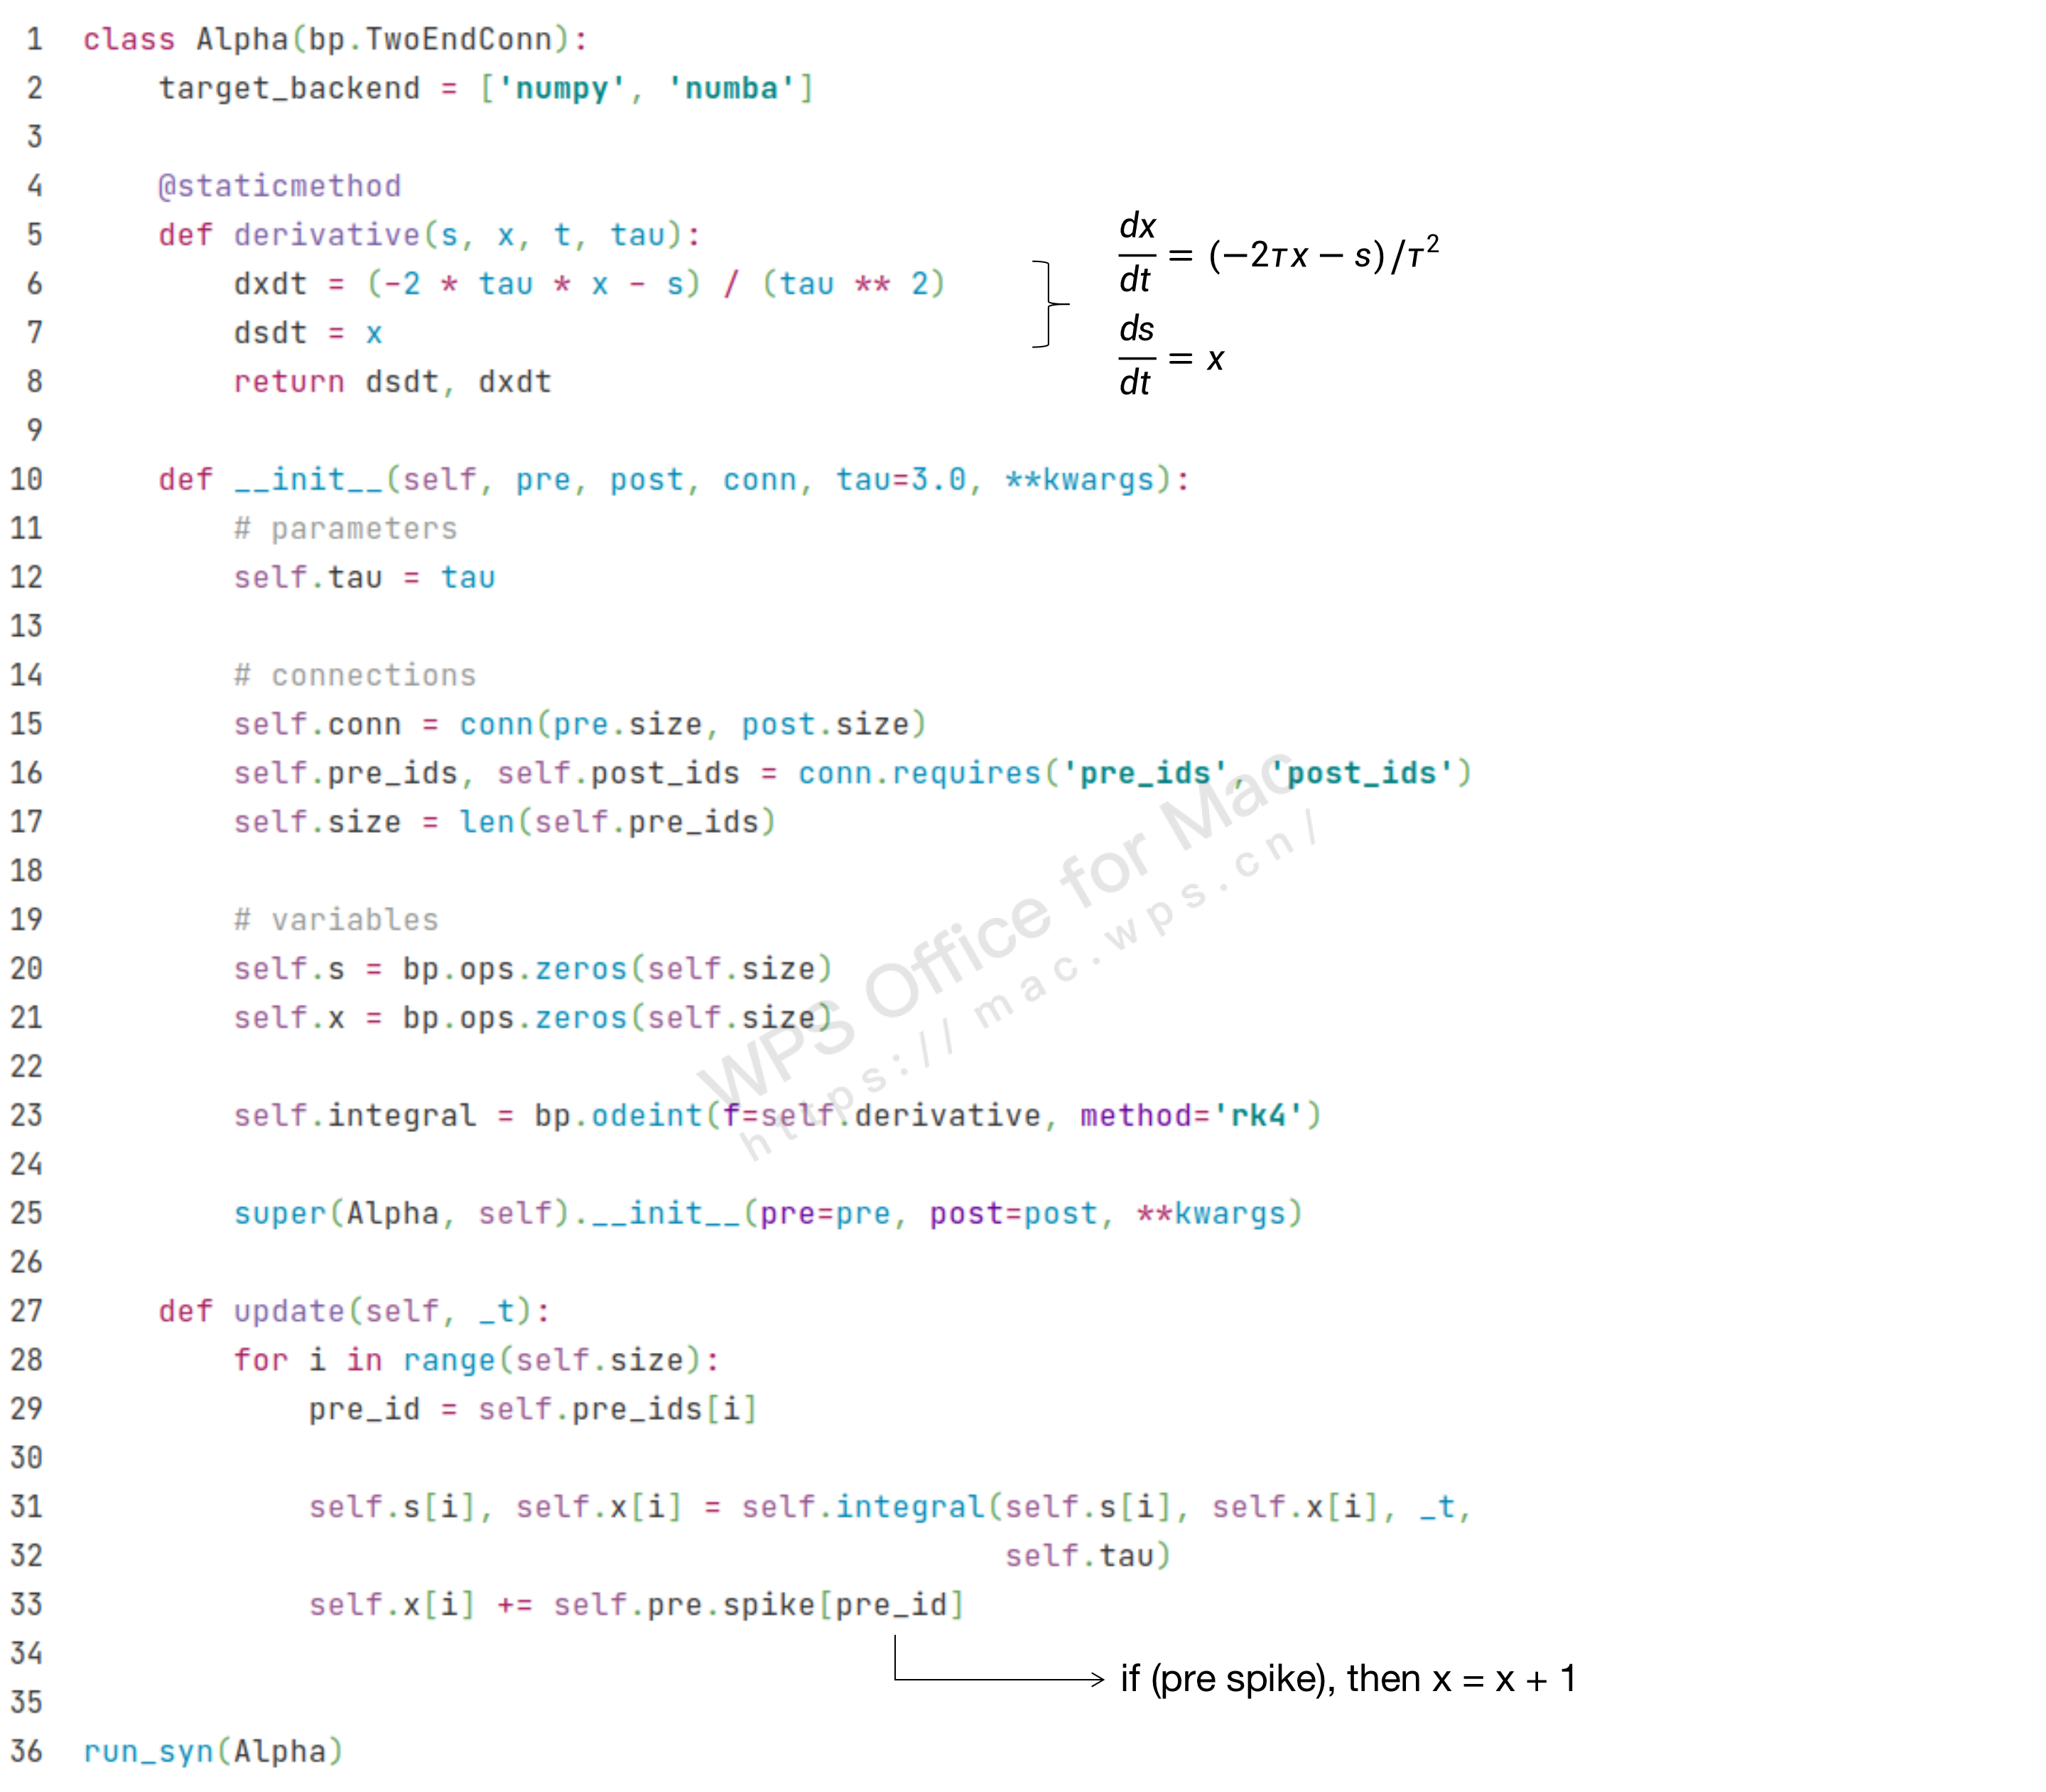 1 class Alpha(bp.TwoEndConn):
2     target_backend = ['numpy', 'numba']
3
4     @staticmethod
5     def derivative(s, x, t, tau):
6         dxdt = (-2 * tau * x - s) / (tau ** 2)
7         dsdt = x
8         return dsdt, dxdt
dx/dt = (−2τx − s)/τ²
ds/dt = x
9
10     def __init__(self, pre, post, conn, tau=3.0, **kwargs):
11         # parameters
12         self.tau = tau
13
14         # connections
15         self.conn = conn(pre.size, post.size)
16         self.pre_ids, self.post_ids = conn.requires('pre_ids', 'post_ids')
17         self.size = len(self.pre_ids)
18
19         # variables
20         self.s = bp.ops.zeros(self.size)
21         self.x = bp.ops.zeros(self.size)
22
23         self.integral = bp.odeint(f=self.derivative, method='rk4')
24
25         super(Alpha, self).__init__(pre=pre, post=post, **kwargs)
26
27     def update(self, _t):
28         for i in range(self.size):
29             pre_id = self.pre_ids[i]
30
31             self.s[i], self.x[i] = self.integral(self.s[i], self.x[i], _t,
32                                                  self.tau)
33             self.x[i] += self.pre.spike[pre_id]
34
if (pre spike), then x = x + 1
35
36 run_syn(Alpha)
WPS Office for Mac
https://mac.wps.cn/